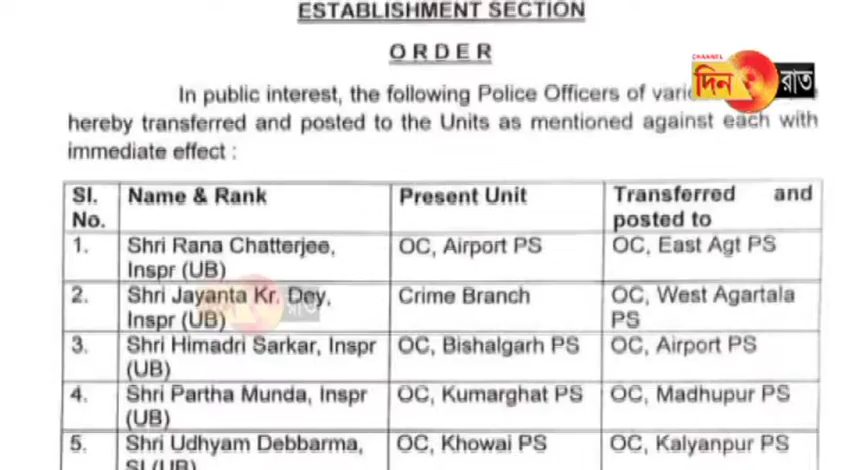 ESTABLISHMENT SECTION
ORDER
CHANNEL
দিন রাত
In public interest, the following Police Officers of
hereby transferred and posted to the Units as mentioned against each with
immediate effect :
Sl. No. Name & Rank Present Unit Transferred and posted to
1. Shri Rana Chatterjee, Inspr (UB) OC, Airport PS OC, East Agt PS
2. Shri Jayanta Kr. Dey, Inspr (UB) Crime Branch OC, West Agartala PS
3. Shri Himadri Sarkar, Inspr (UB) OC, Bishalgarh PS OC, Airport PS
4. Shri Partha Munda, Inspr (UB) OC, Kumarghat PS OC, Madhupur PS
5. Shri Udhyam Debbarma, SI (UB) OC, Khowai PS OC, Kalyanpur PS